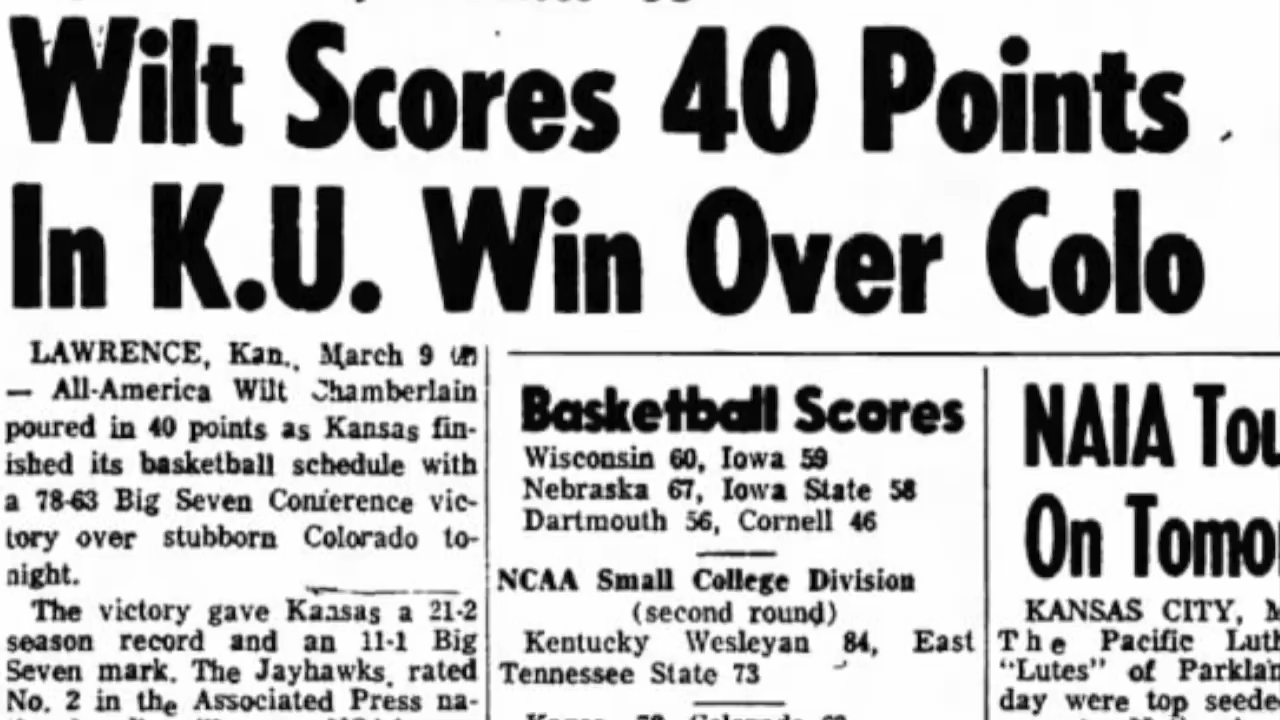 Wilt Scores 40 Points
In K.U. Win Over Colo
LAWRENCE, Kan., March 9
— All-America Wilt Chamberlain
poured in 40 points as Kansas fin-
ished its basketball schedule with
a 78-63 Big Seven Conference vic-
tory over stubborn Colorado to-
night.
The victory gave Kansas a 21-2
season record and an 11-1 Big
Seven mark. The Jayhawks, rated
No. 2 in the Associated Press na-
Basketball Scores
Wisconsin 60, Iowa 59
Nebraska 67, Iowa State 58
Dartmouth 56, Cornell 46
NCAA Small College Division
(second round)
Kentucky Wesleyan 84, East
Tennessee State 73
NAIA Tou
On Tomo
KANSAS CITY, M
The Pacific Luth
"Lutes" of Parklan
day were top seede